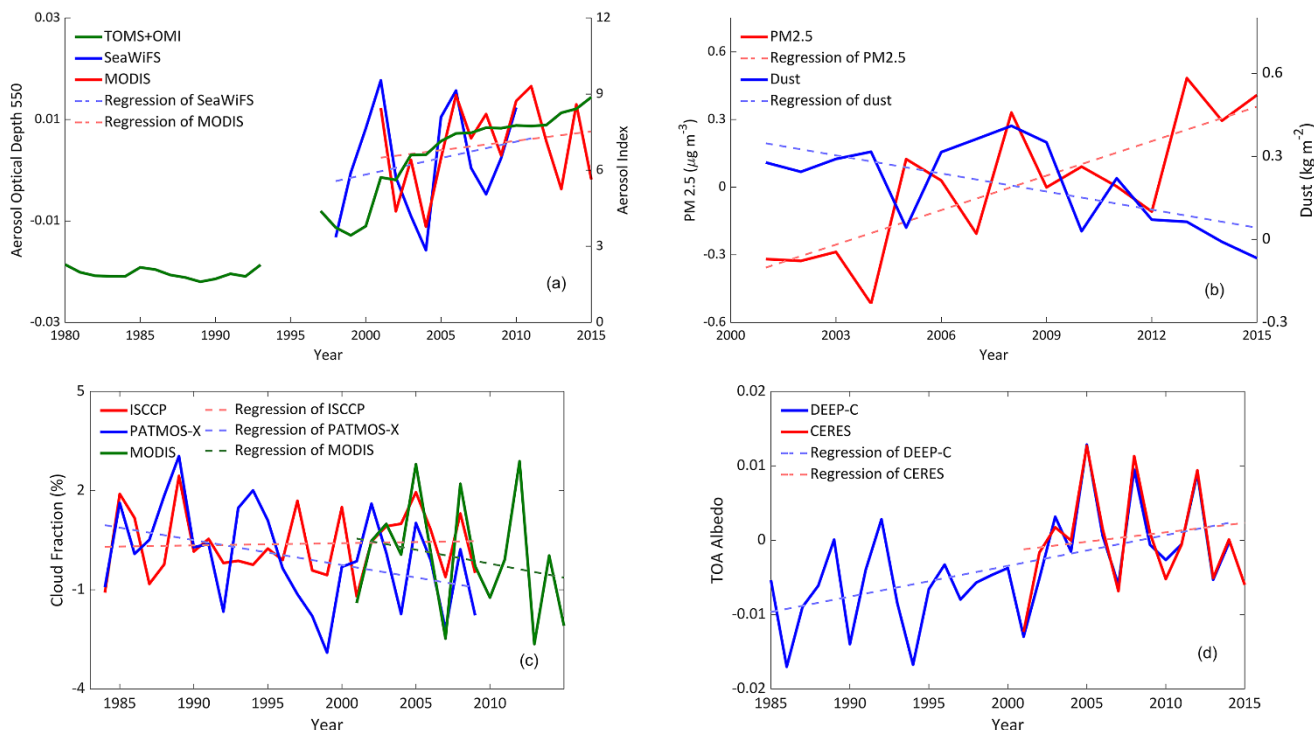 0.03
0.01
-0.01
-0.03
Aerosol Optical Depth 550
TOMS+OMI
SeaWiFS
MODIS
Regression of SeaWiFS
Regression of MODIS
12
9
6
3
0
Aerosol Index
(a)
1980 1985 1990 1995 2000 2005 2010 2015
Year
0.6
0.3
0
-0.3
-0.6
PM 2.5 (μg m⁻³)
PM2.5
Regression of PM2.5
Dust
Regression of dust
0.6
0.3
0
-0.3
Dust (kg m⁻²)
(b)
2000 2003 2006 2009 2012 2015
Year
5
2
-1
-4
Cloud Fraction (%)
ISCCP Regression of ISCCP
PATMOS-X Regression of PATMOS-X
MODIS Regression of MODIS
(c)
1985 1990 1995 2000 2005 2010
Year
0.02
0.01
0
-0.01
-0.02
TOA Albedo
DEEP-C
CERES
Regression of DEEP-C
Regression of CERES
(d)
1985 1990 1995 2000 2005 2010 2015
Year